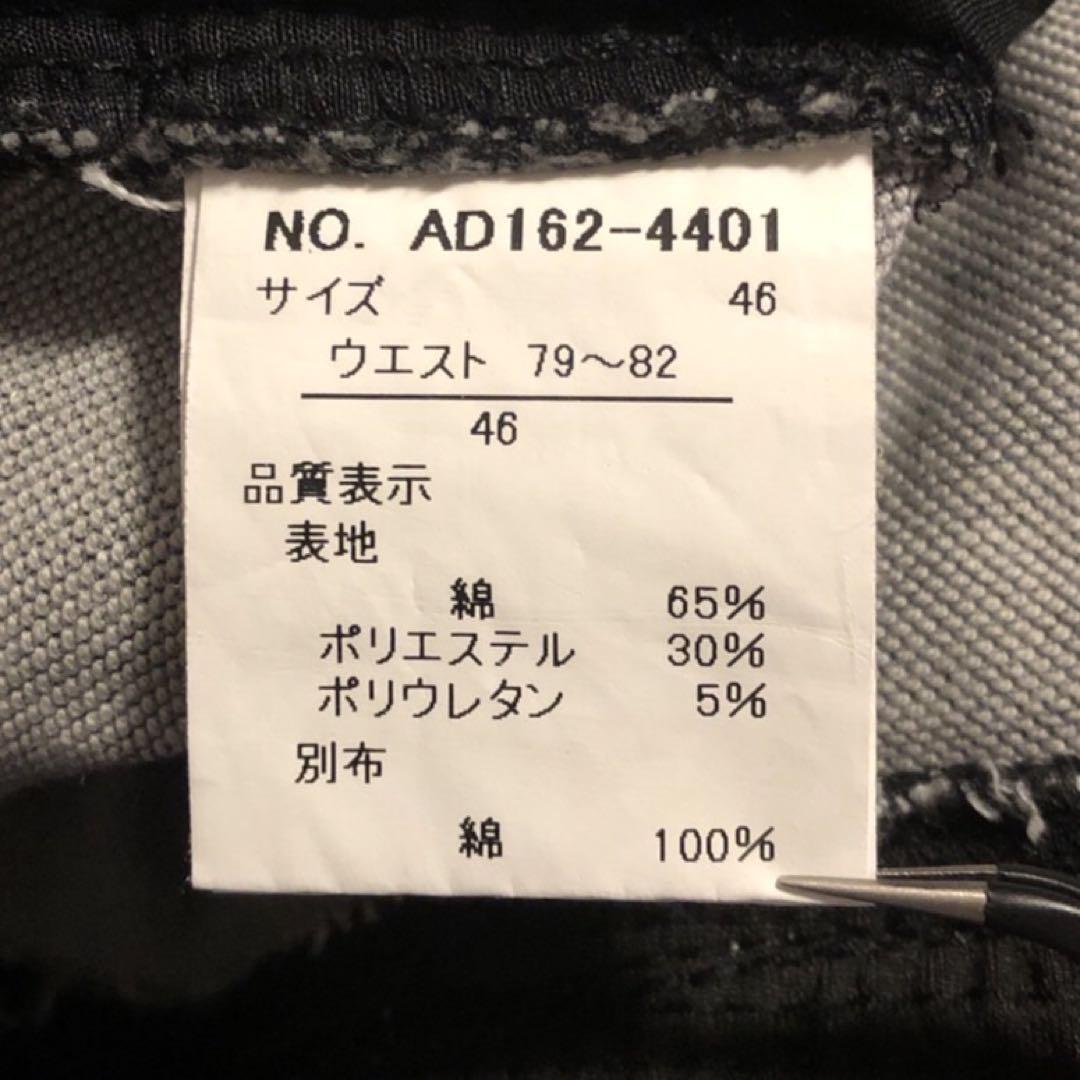 NO. AD162-4401
サイズ 46
ウエスト 79〜82
46
品質表示
表地
綿 65%
ポリエステル 30%
ポリウレタン 5%
別布
綿 100%